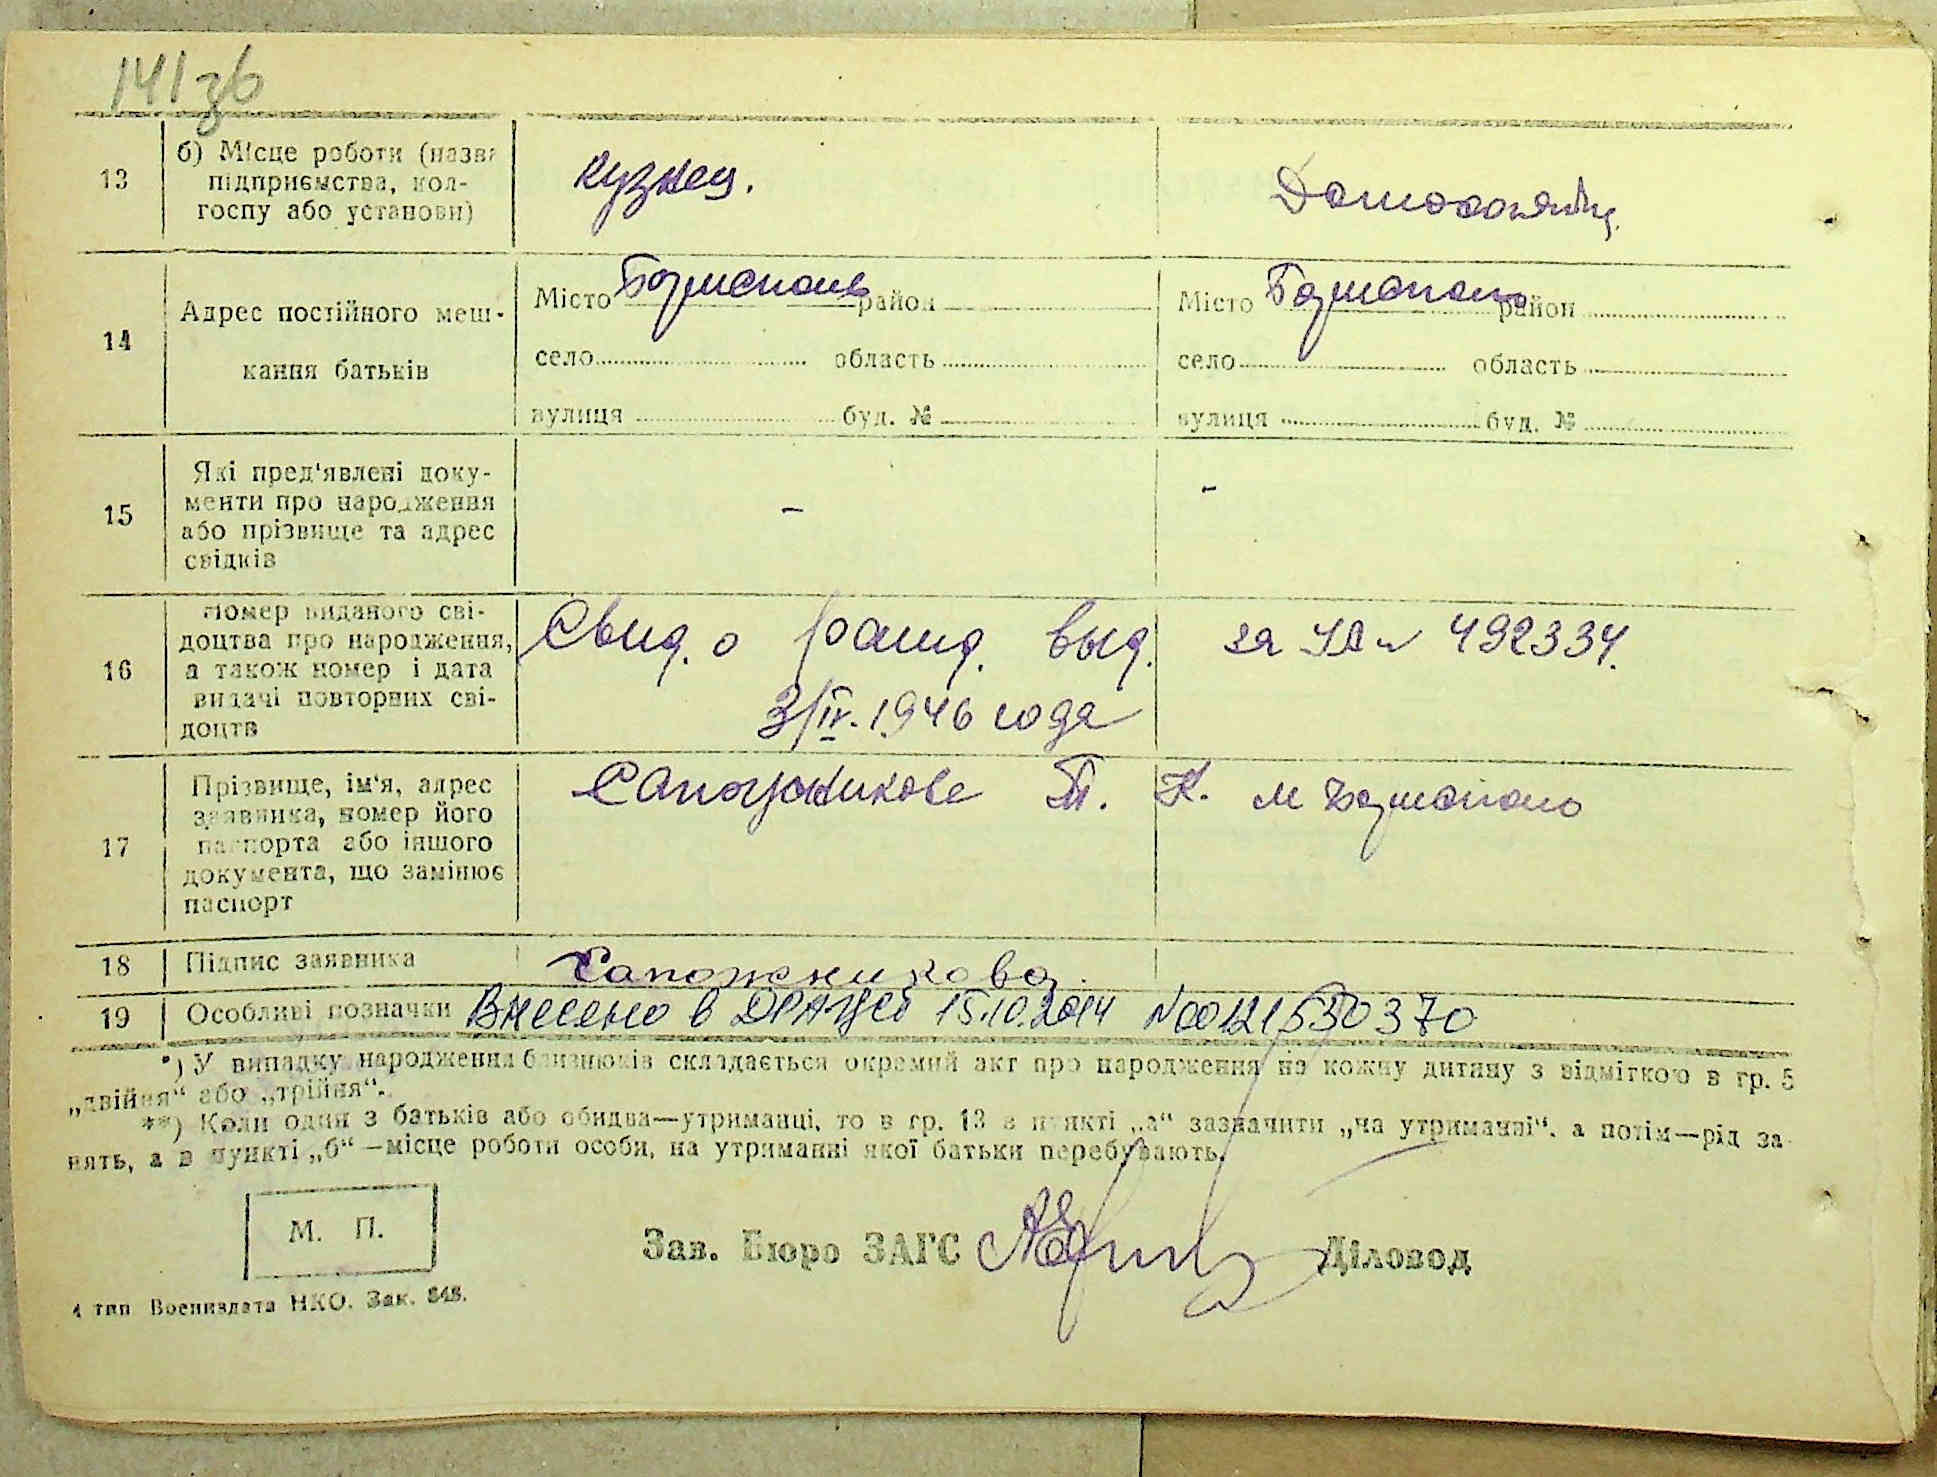 141 зв
13
б) Місце роботи (назва
підприємства, кол-
госпу або установи)
кузнец.
Домохозяйц.
14
Адрес постійного меш-
кання батьків
Місто район
село область
вулиця буд. №
Місто район
село область
вулиця буд. №
15
Які пред'явлені доку-
менти про народження
або прізвище та адрес
свідків
-
-
16
Номер виданого сві-
доцтва про народження,
а також номер і дата
видачі повторних сві-
доцтв
Свид. о рожд. выд. за № 492334.
3/IV. 1946 года
17
Прізвище, ім'я, адрес
заявника, номер його
паспорта або іншого
документа, що замінює
паспорт
Сапожникова П. К. м
18
Підпис заявника
Сапожникова.
19
Особливі позначки
Внесено в ДРАЦСГ 15.10.2014 №00121530370
*) У випадку народження близнюків складається окремий акт про народження на кожну дитину з відміткою в гр. 5
„двійня“ або „трійня“.
**) Коли один з батьків або обидва—утриманці, то в гр. 13 в пункті „а“ зазначити „на утриманні“, а потім—рід за-
нять, а в пункті „б“ —місце роботи особи, на утриманні якої батьки перебувають.
М. П.
Зав. Бюро ЗАГС
Діловод
4 тип Воениздата НКО. Зак. 848.